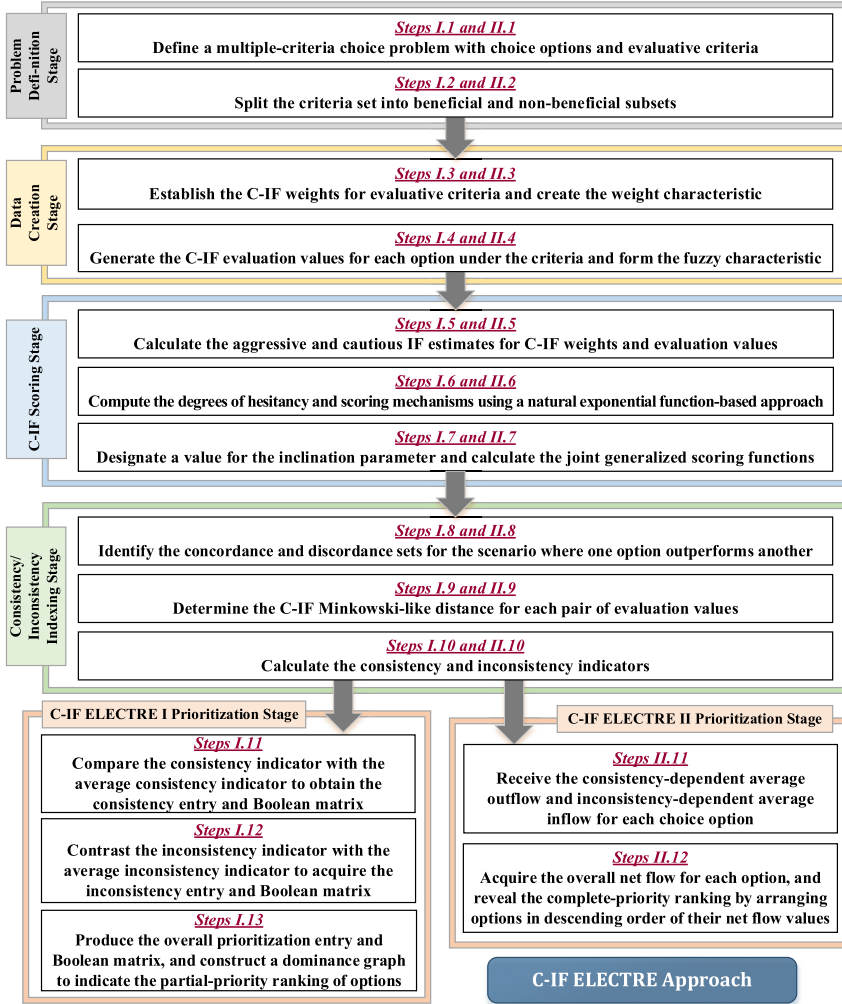 Problem
Defi-nition
Stage
Steps I.1 and II.1
Define a multiple-criteria choice problem with choice options and evaluative criteria
Steps I.2 and II.2
Split the criteria set into beneficial and non-beneficial subsets
Data
Creation
Stage
Steps I.3 and II.3
Establish the C-IF weights for evaluative criteria and create the weight characteristic
Steps I.4 and II.4
Generate the C-IF evaluation values for each option under the criteria and form the fuzzy characteristic
C-IF Scoring Stage
Steps I.5 and II.5
Calculate the aggressive and cautious IF estimates for C-IF weights and evaluation values
Steps I.6 and II.6
Compute the degrees of hesitancy and scoring mechanisms using a natural exponential function-based approach
Steps I.7 and II.7
Designate a value for the inclination parameter and calculate the joint generalized scoring functions
Consistency/
Inconsistency
Indexing Stage
Steps I.8 and II.8
Identify the concordance and discordance sets for the scenario where one option outperforms another
Steps I.9 and II.9
Determine the C-IF Minkowski-like distance for each pair of evaluation values
Steps I.10 and II.10
Calculate the consistency and inconsistency indicators
C-IF ELECTRE I Prioritization Stage
Steps I.11
Compare the consistency indicator with the
average consistency indicator to obtain the
consistency entry and Boolean matrix
Steps I.12
Contrast the inconsistency indicator with the
average inconsistency indicator to acquire the
inconsistency entry and Boolean matrix
Steps I.13
Produce the overall prioritization entry and
Boolean matrix, and construct a dominance graph
to indicate the partial-priority ranking of options
C-IF ELECTRE II Prioritization Stage
Steps II.11
Receive the consistency-dependent average
outflow and inconsistency-dependent average
inflow for each choice option
Steps II.12
Acquire the overall net flow for each option, and
reveal the complete-priority ranking by arranging
options in descending order of their net flow values
C-IF ELECTRE Approach